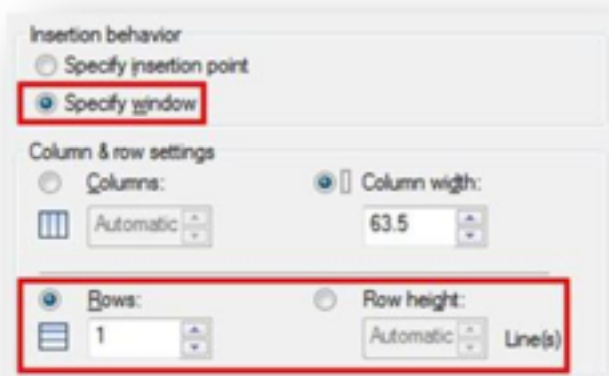 Insertion behavior
Specify insertion point
Specify window
Column & row settings
Columns:
Column width:
Automatic
63.5
Rows:
Row height:
1
Automatic
Line(s)